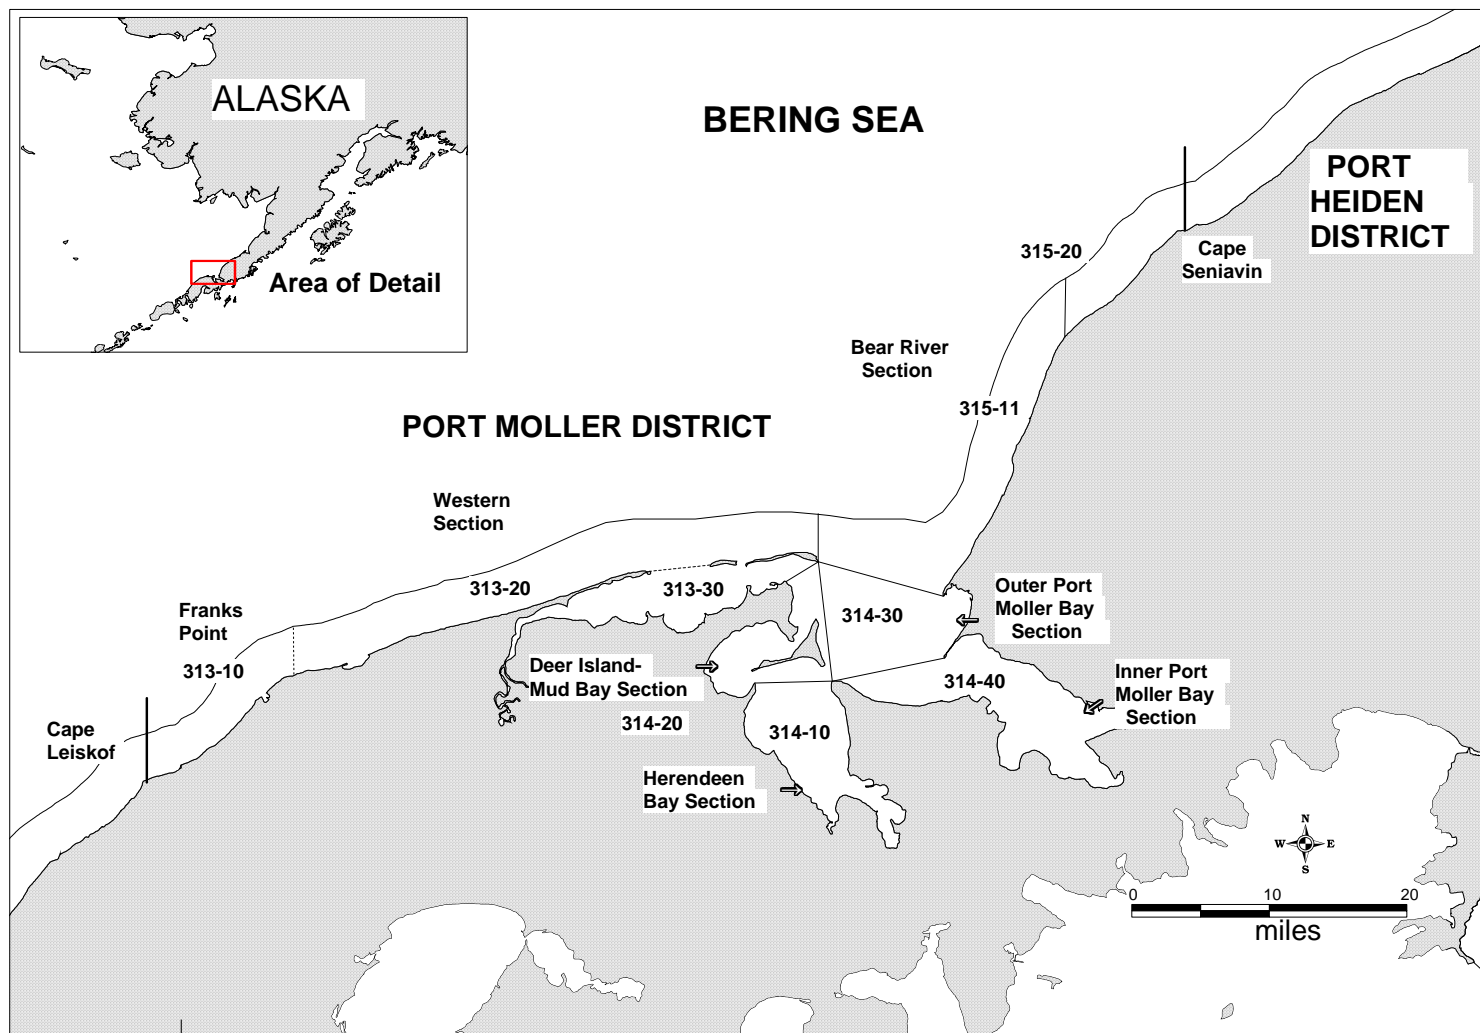 ALASKA
Area of Detail
BERING SEA
PORT
HEIDEN
DISTRICT
315-20
Cape
Seniavin
Bear River
Section
315-11
PORT MOLLER DISTRICT
Western
Section
313-20
313-30
Franks
Point
313-10
314-30
Outer Port
Moller Bay
Section
Deer Island-
Mud Bay Section
314-20
314-40
Inner Port
Moller Bay
Section
Cape
Leiskof
314-10
Herendeen
Bay Section
N
W
E
S
0
10
20
miles